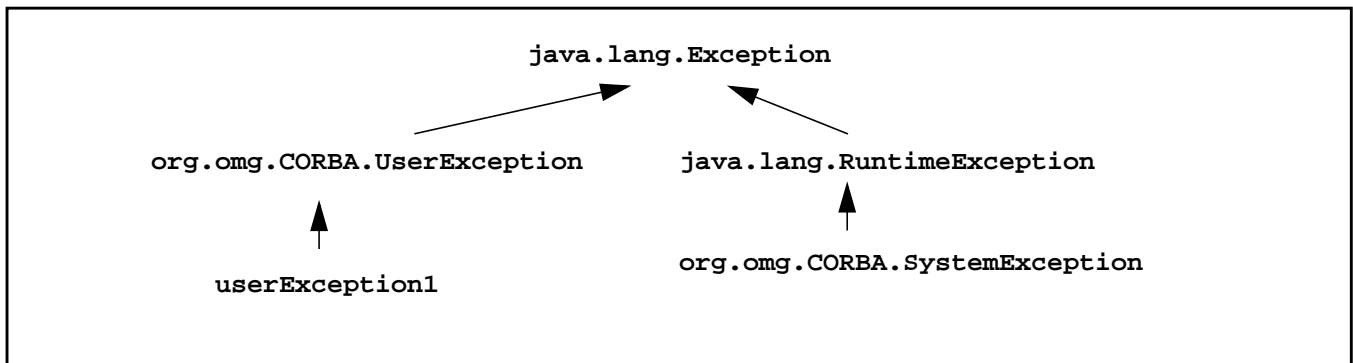 java.lang.Exception
org.omg.CORBA.UserException
java.lang.RuntimeException
userException1
org.omg.CORBA.SystemException